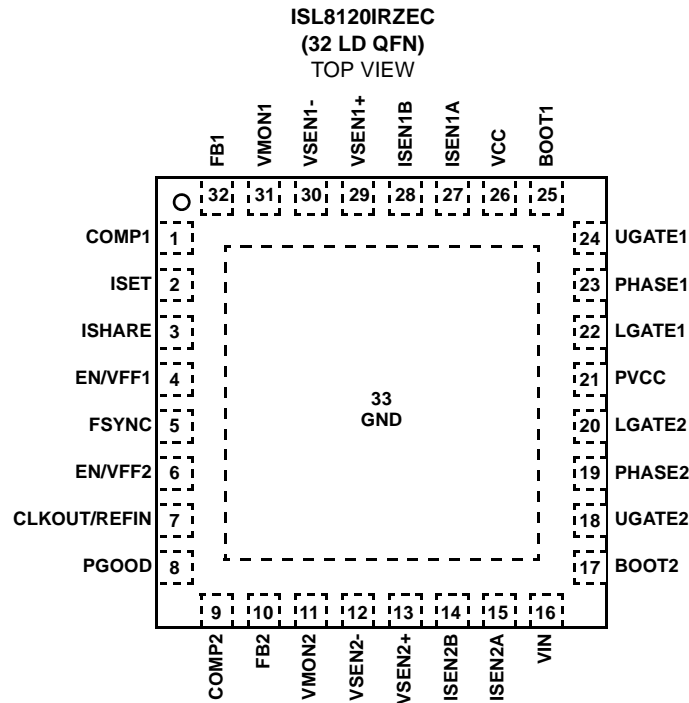 ISL8120IRZEC
(32 LD QFN)
TOP VIEW
FB1
VMON1
VSEN1-
VSEN1+
ISEN1B
ISEN1A
VCC
BOOT1
32 31 30 29 28 27 26 25
COMP1 1 24 UGATE1
ISET 2 23 PHASE1
ISHARE 3 22 LGATE1
EN/VFF1 4 21 PVCC
FSYNC 5 20 LGATE2
EN/VFF2 6 19 PHASE2
CLKOUT/REFIN 7 18 UGATE2
PGOOD 8 17 BOOT2
33
GND
9 10 11 12 13 14 15 16
COMP2
FB2
VMON2
VSEN2-
VSEN2+
ISEN2B
ISEN2A
VIN